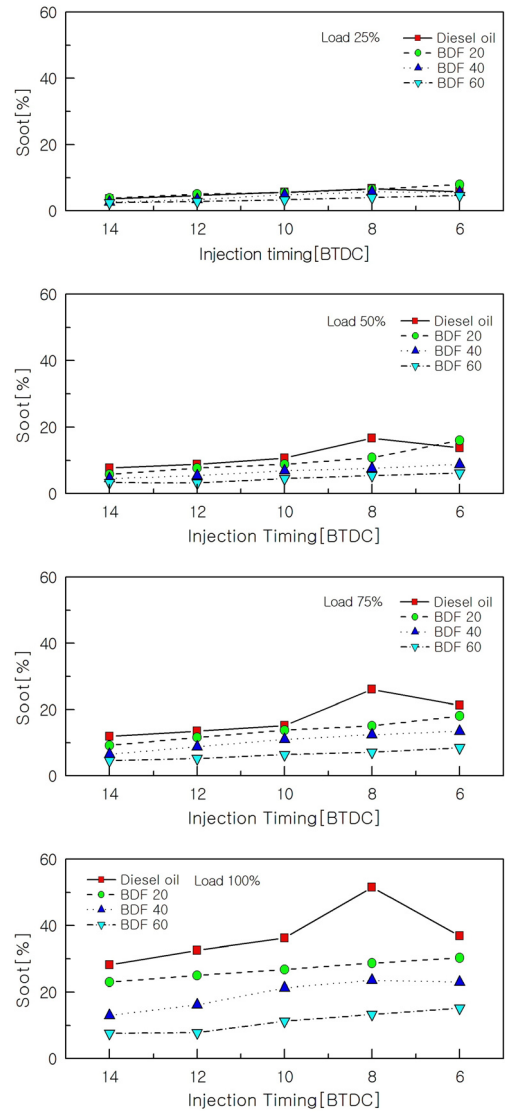 60
Load 25%
Diesel oil
BDF 20
BDF 40
BDF 60
40
Soot[%]
20
0
14 12 10 8 6
Injection timing[BTDC]
60
Load 50%
Diesel oil
BDF 20
BDF 40
BDF 60
40
Soot[%]
20
0
14 12 10 8 6
Injection Timing[BTDC]
60
Load 75%
Diesel oil
BDF 20
BDF 40
BDF 60
40
Soot[%]
20
0
14 12 10 8 6
Injection Timing[BTDC]
60
Diesel oil Load 100%
BDF 20
BDF 40
BDF 60
40
Soot[%]
20
0
14 12 10 8 6
Injection Timing[BTDC]